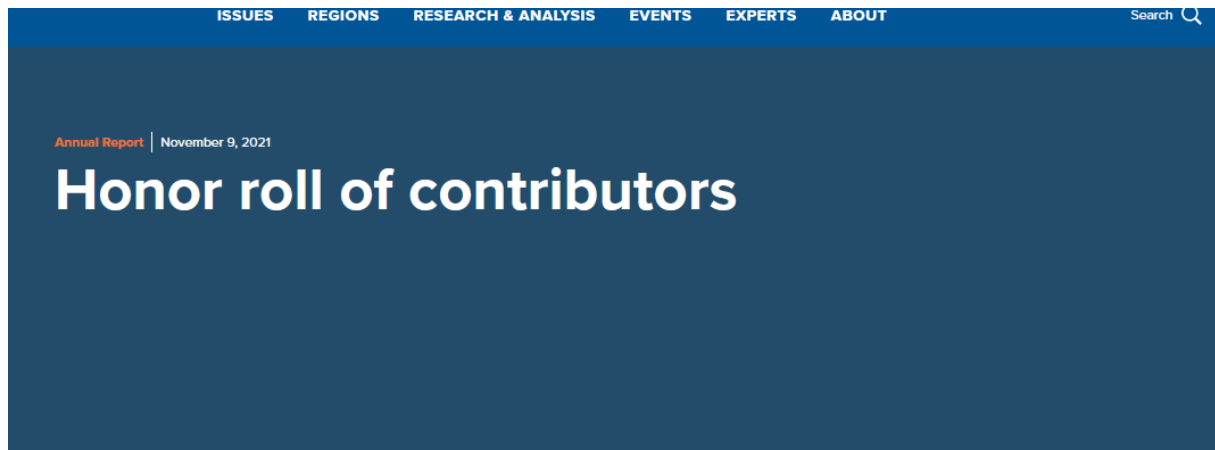 ISSUES REGIONS RESEARCH & ANALYSIS EVENTS EXPERTS ABOUT Search
Annual Report | November 9, 2021
Honor roll of contributors